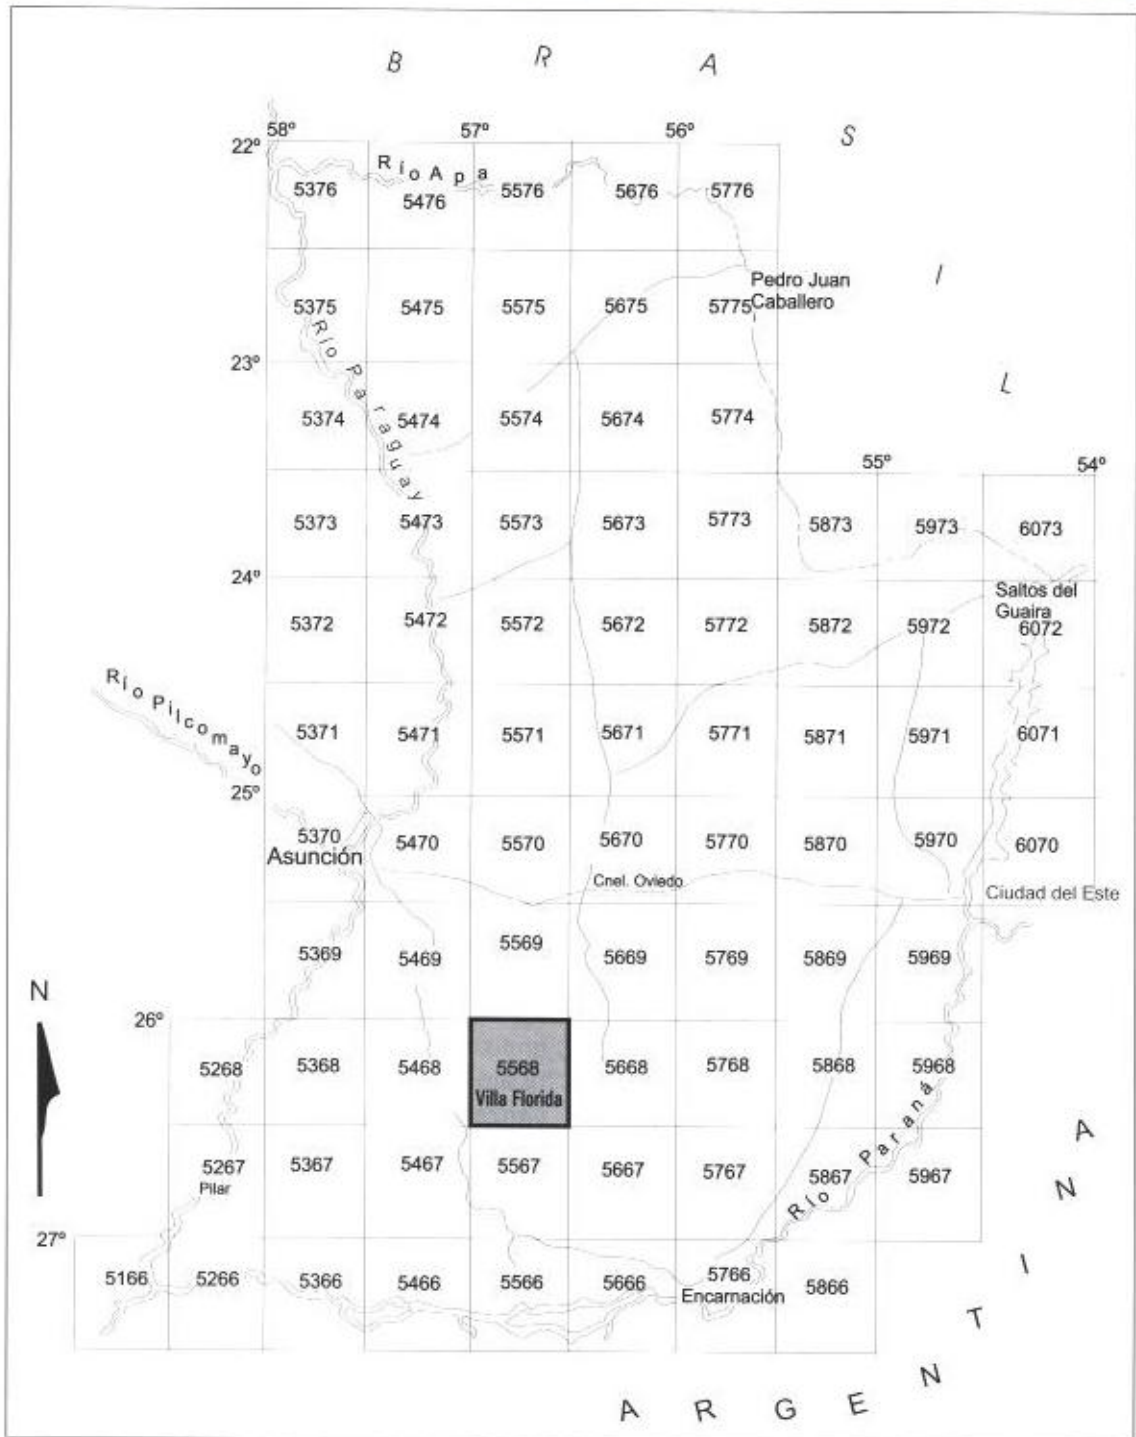 B R A S I L
58º 57º 56º
22º
Río Apa
5376 5476 5576 5676 5776
Pedro Juan
Caballero
5375 5475 5575 5675 5775
Río Paraguay
23º
5374 5474 5574 5674 5774
55º 54º
5373 5473 5573 5673 5773 5873 5973 6073
24º
Saltos del
Guaira
5372 5472 5572 5672 5772 5872 5972 6072
Río Pilcomayo
5371 5471 5571 5671 5771 5871 5971 6071
25º
5370 5470 5570 5670 5770 5870 5970 6070
Asunción
Cnel. Oviedo
Ciudad del Este
5369 5469 5569 5669 5769 5869 5969
N
26º
5268 5368 5468 5568 5668 5768 5868 5968
Villa Florida
Río Paraná
5267 5367 5467 5567 5667 5767 5867 5967
Pilar
27º
5166 5266 5366 5466 5566 5666 5766 5866
Encarnación
A R G E N T I N A